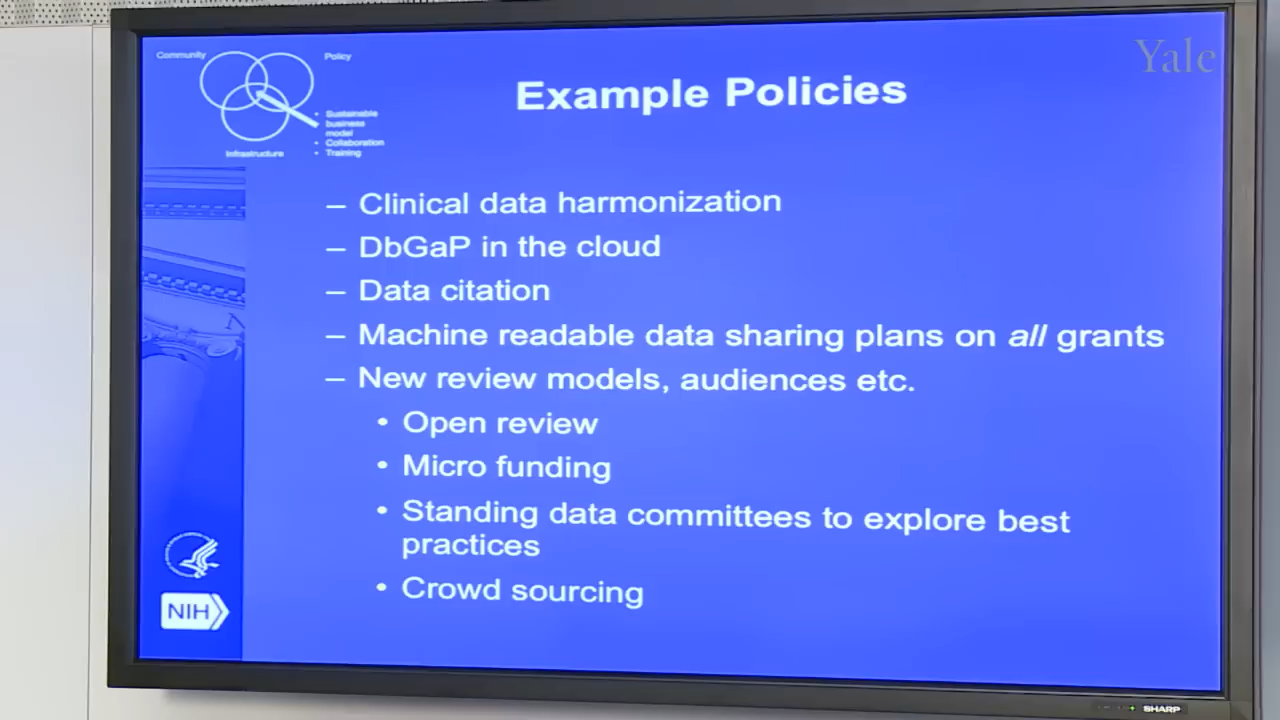 Community
Policy
• Sustainable
business
model
• Collaboration
• Training
Infrastructure
Yale
Example Policies
– Clinical data harmonization
– DbGaP in the cloud
– Data citation
– Machine readable data sharing plans on all grants
– New review models, audiences etc.
• Open review
• Micro funding
• Standing data committees to explore best
practices
• Crowd sourcing
NIH
SHARP